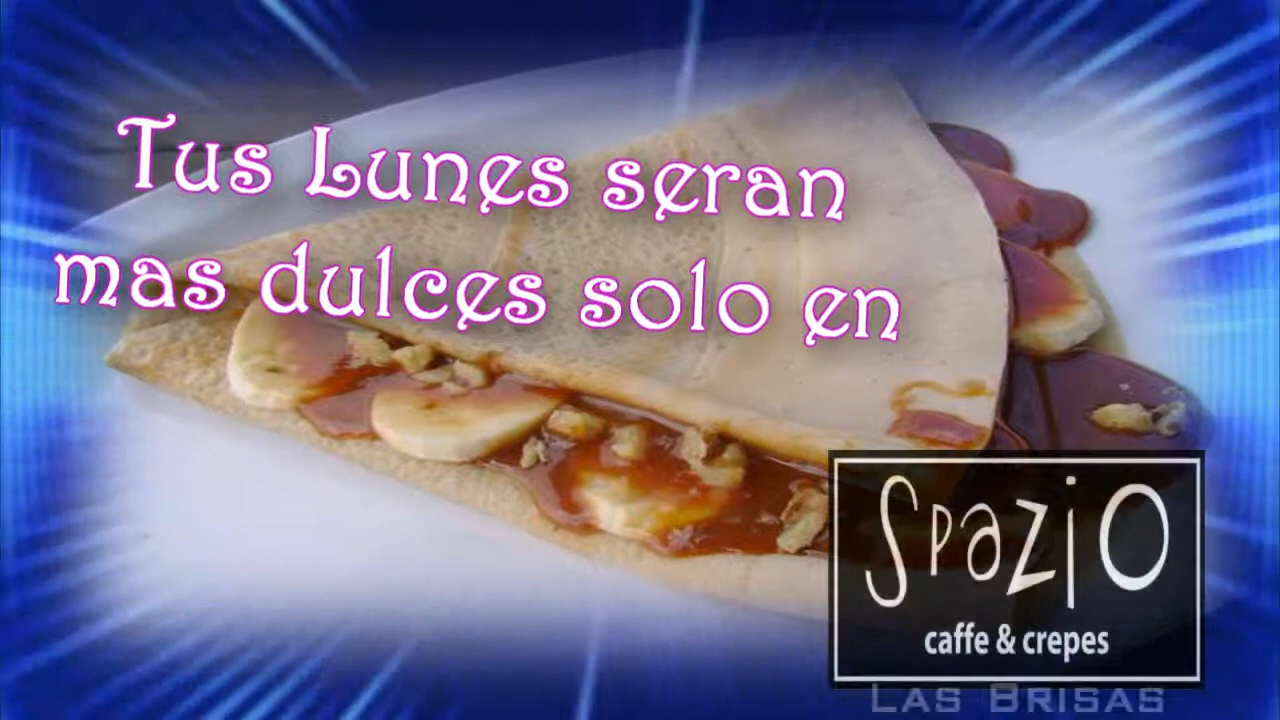 Tus Lunes seran
mas dulces solo en
Spazio
caffe & crepes
LAS BRISAS